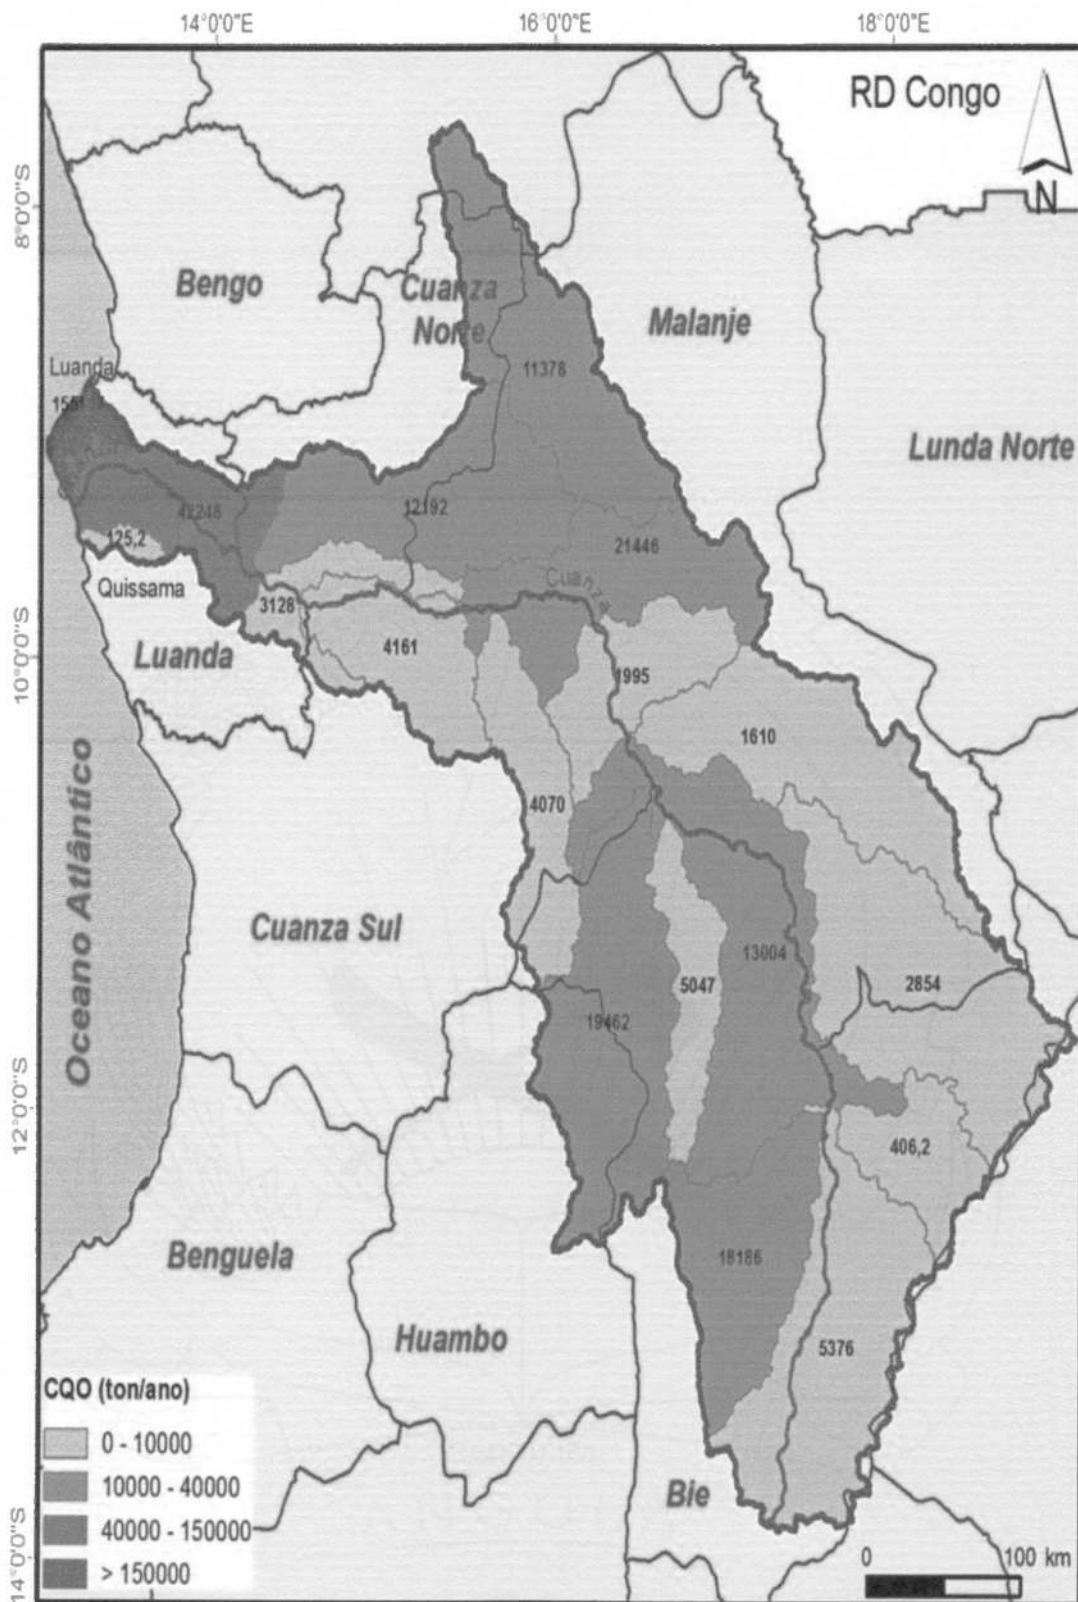 14°0'0"E
16°0'0"E
18°0'0"E
RD Congo
N
8°0'0"S
Bengo
Cuanza
Norte
Malanje
Luanda
11378
Lunda Norte
42248
12192
125,2
21446
Cuanza
Quissama
3128
Luanda
4161
1995
10°0'0"S
1610
4070
Oceano Atlântico
Cuanza Sul
13004
5047
2854
19462
12°0'0"S
406,2
Benguela
18186
Huambo
5376
CQO (ton/ano)
0 - 10000
10000 - 40000
40000 - 150000
> 150000
Bie
14°0'0"S
0
100 km